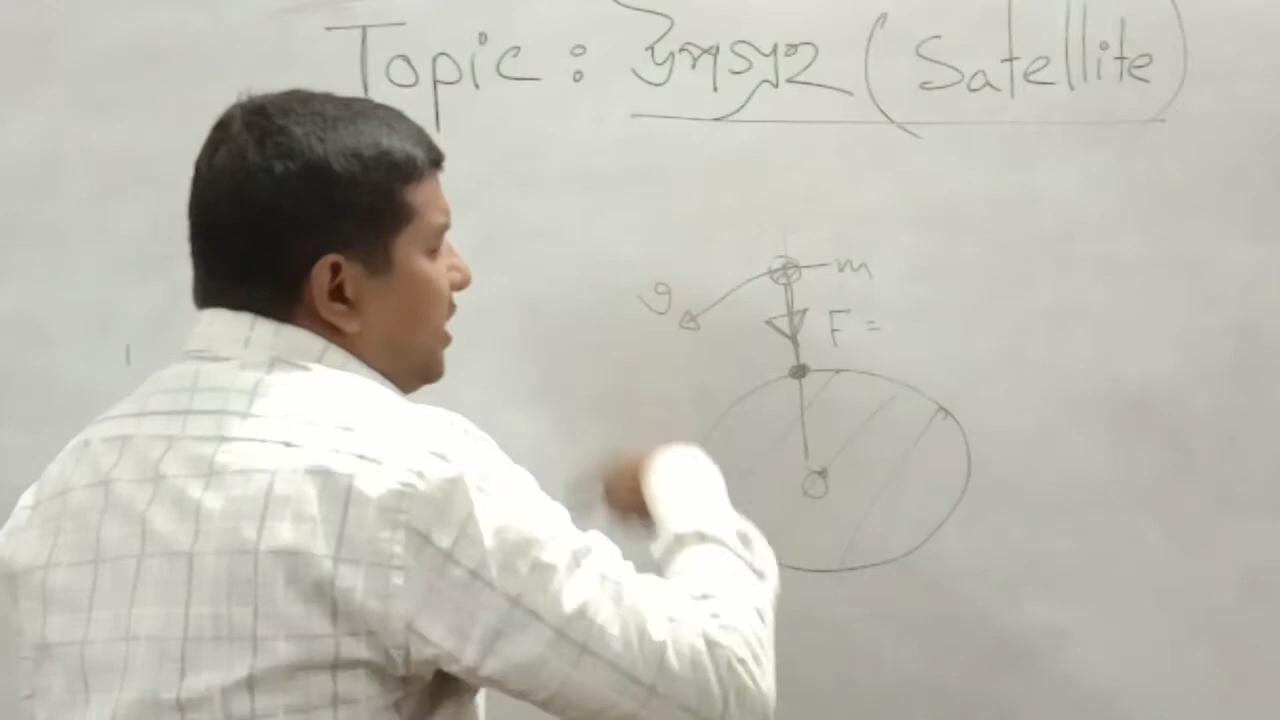 Topic : উপগ্রহ ( Satellite )
m
v
F =